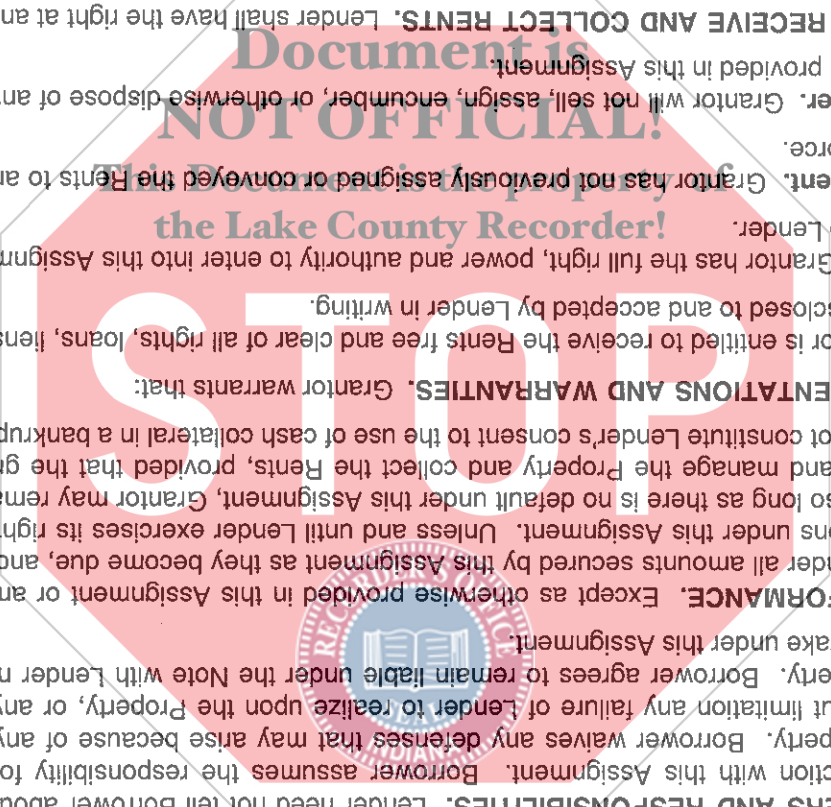 ERS AND RESPONSIBILITIES. Lender need not tell Borrower about
ction with this Assignment. Borrower assumes the responsibility fo
perty. Borrower waives any defenses that may arise because of any
ut limitation any failure of Lender to realize upon the Property, or any
erty. Borrower agrees to remain liable under the Note with Lender n
ake under this Assignment.
FORMANCE. Except as otherwise provided in this Assignment or an
nder all amounts secured by this Assignment as they become due, and
ons under this Assignment. Unless and until Lender exercises its righ
so long as there is no default under this Assignment, Grantor may rema
and manage the Property and collect the Rents, provided that the g
ot constitute Lender's consent to the use of cash collateral in a bankrup
ENTATIONS AND WARRANTIES. Grantor warrants that:
or is entitled to receive the Rents free and clear of all rights, loans, liens
sclosed to and accepted by Lender in writing.
Grantor has the full right, power and authority to enter into this Assignm
Lender.
ent. Grantor has not previously assigned or conveyed the Rents to an
orce.
er. Grantor will not sell, assign, encumber, or otherwise dispose of an
provided in this Assignment.
RECEIVE AND COLLECT RENTS. Lender shall have the right at an
Document is
NOT OFFICIAL!
This Document is the property of
the Lake County Recorder!
STOP
RECORDER'S OFFICE
SEAL
INDIANA